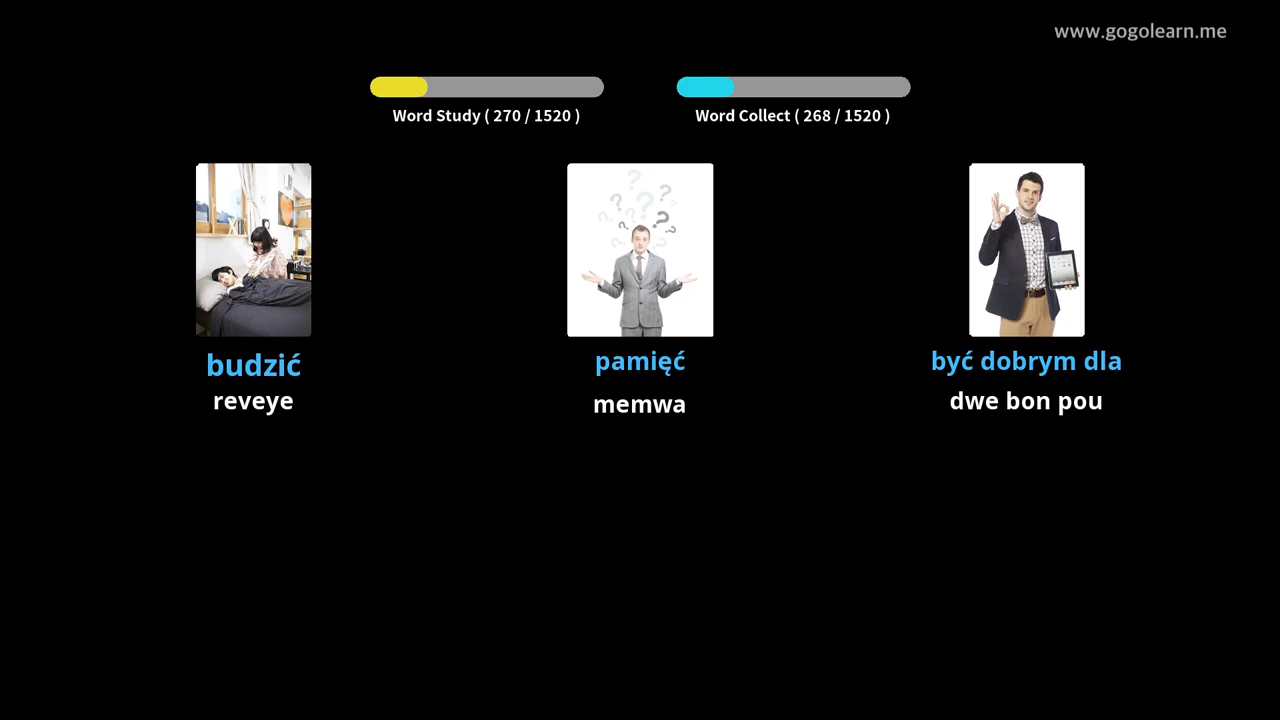 www.gogolearn.me
Word Study ( 270 / 1520 )
Word Collect ( 268 / 1520 )
budzić
pamięć
być dobrym dla
reveye
memwa
dwe bon pou